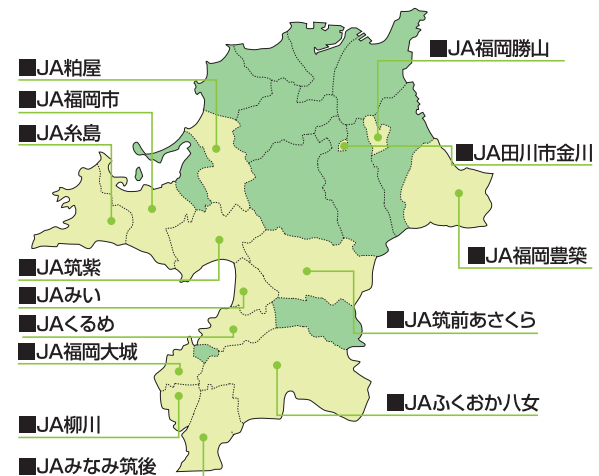 ■JA粕屋
■JA福岡市
■JA糸島
■JA筑紫
■JAみい
■JAくるめ
■JA福岡大城
■JA柳川
■JAみなみ筑後
■JA福岡勝山
■JA田川市金川
■JA福岡豊築
■JA筑前あさくら
■JAふくおか八女